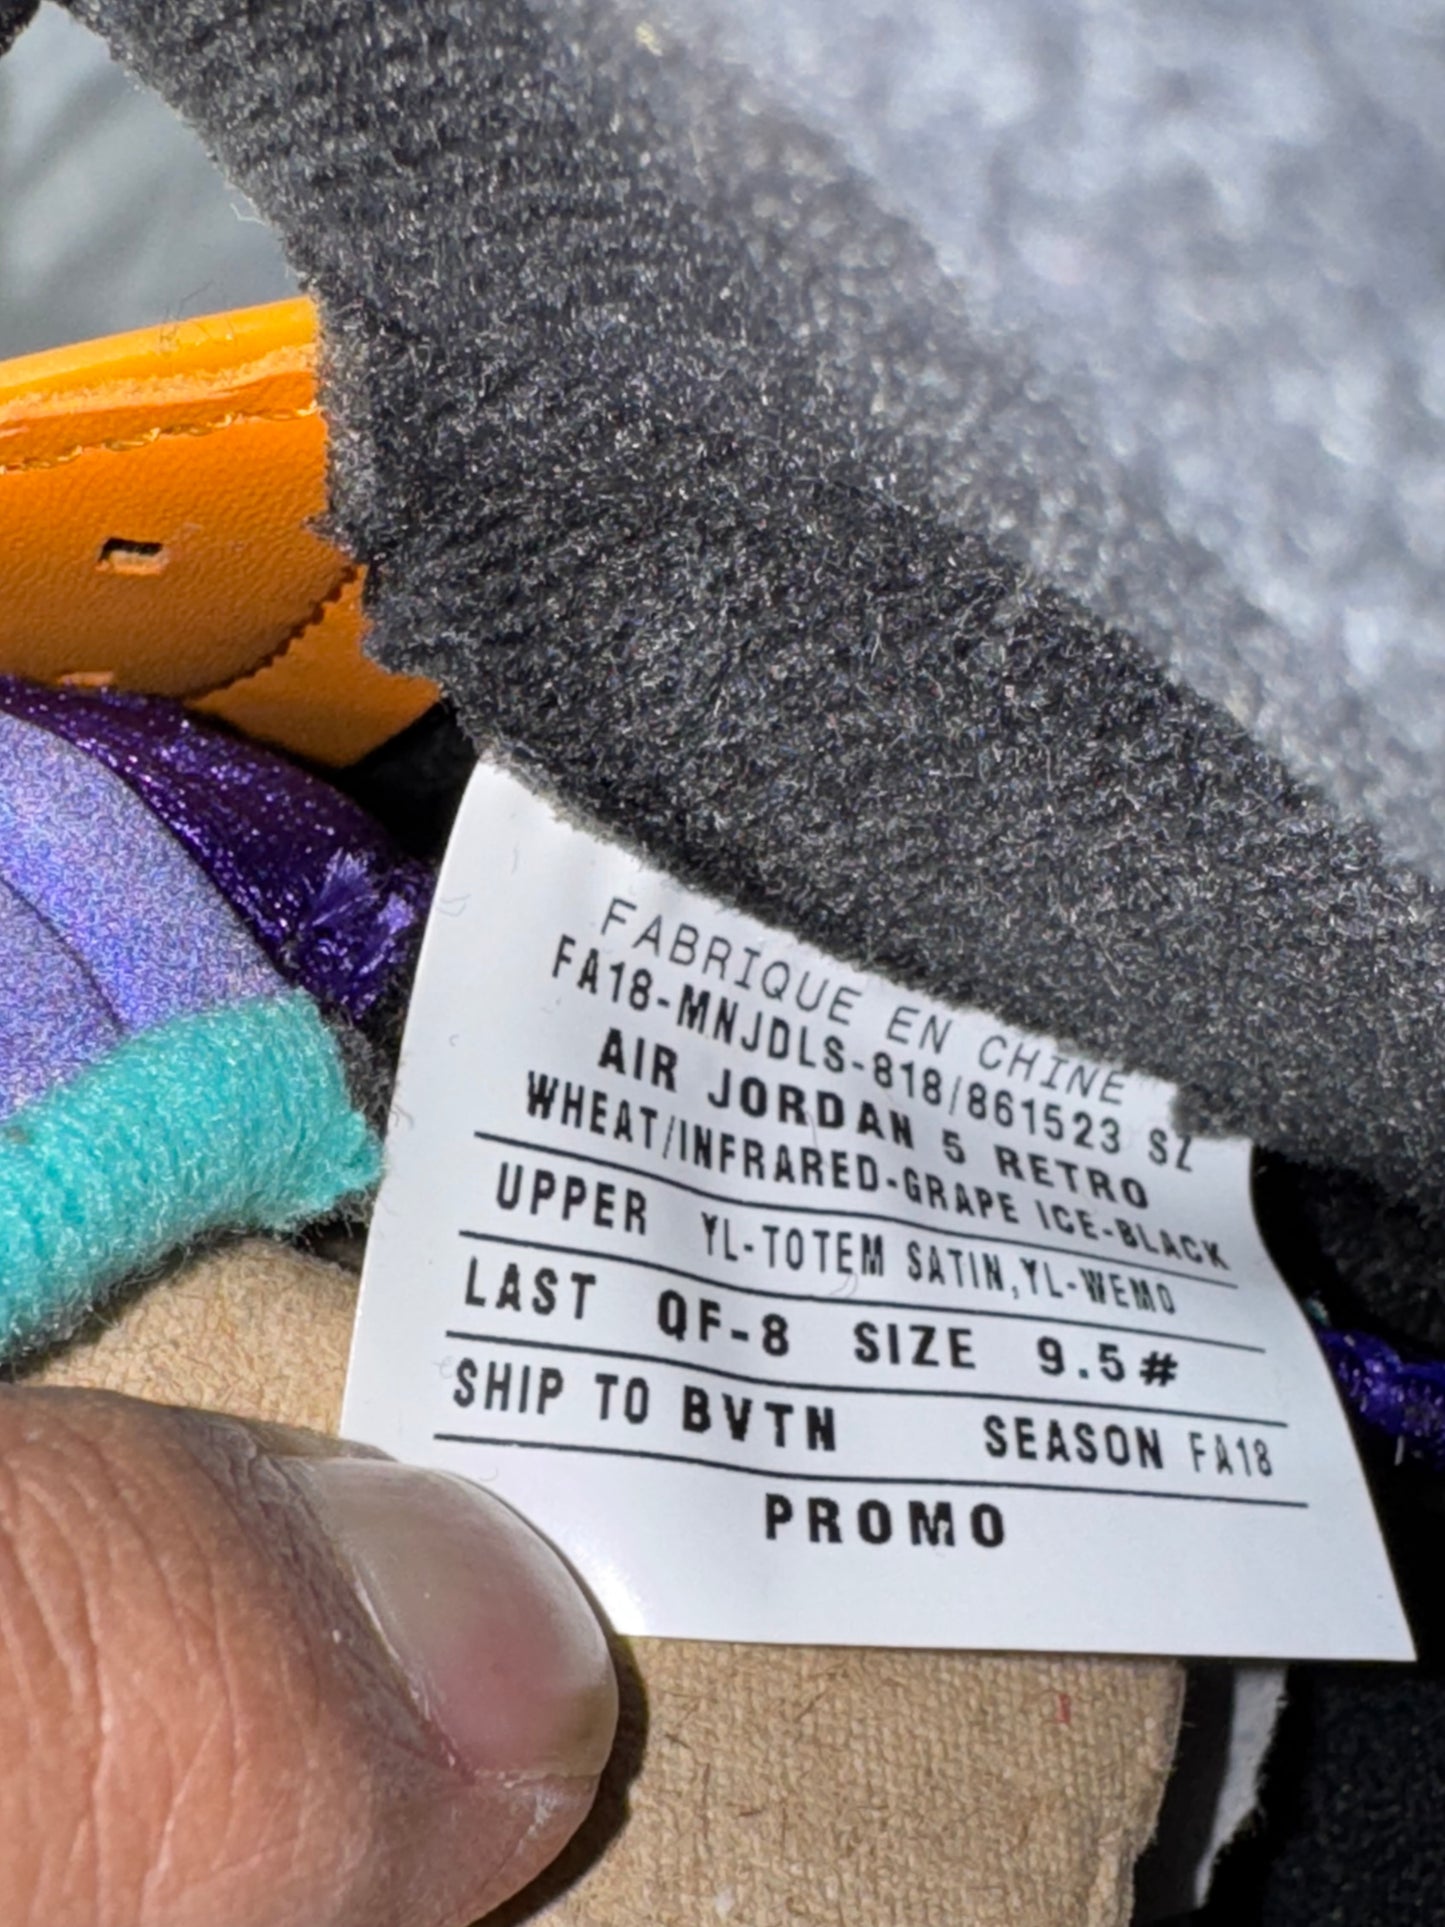 FABRIQUE EN CHINE
FA18-MNJDLS-818/861523 SZ
AIR JORDAN 5 RETRO
WHEAT/INFRARED-GRAPE ICE-BLACK
UPPER YL-TOTEM SATIN,YL-WEMO
LAST QF-8 SIZE 9.5#
SHIP TO BVTN SEASON FA18
PROMO